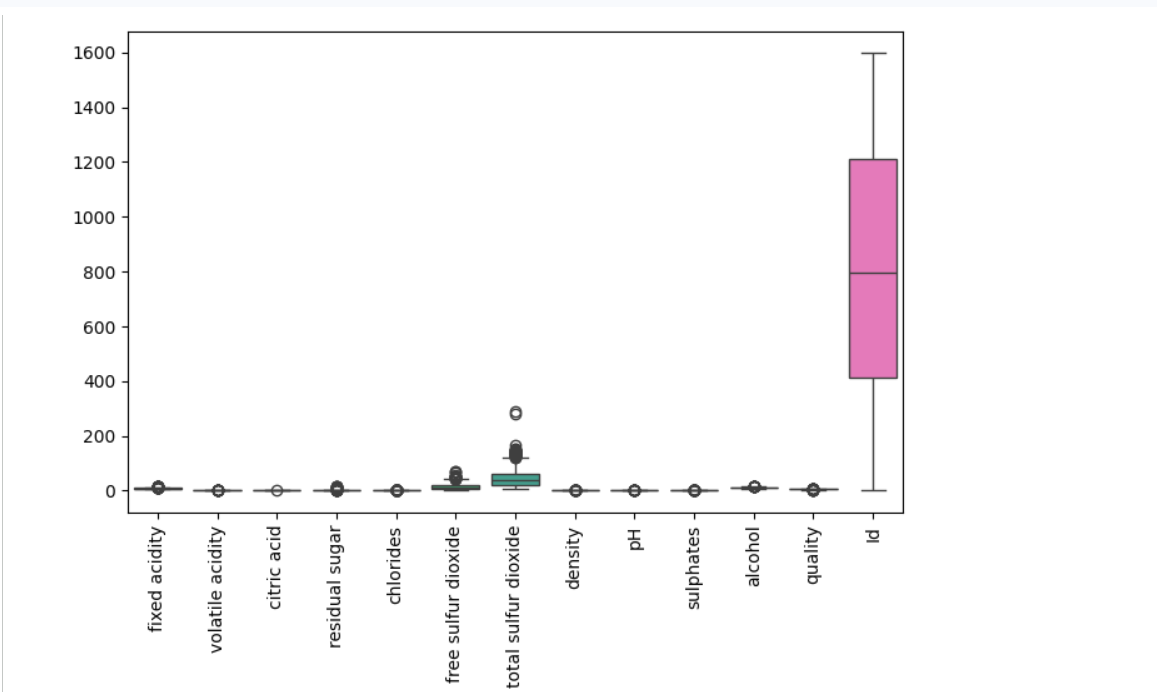 1600
1400
1200
1000
800
600
400
200
0
fixed acidity
volatile acidity
citric acid
residual sugar
chlorides
free sulfur dioxide
total sulfur dioxide
density
pH
sulphates
alcohol
quality
Id